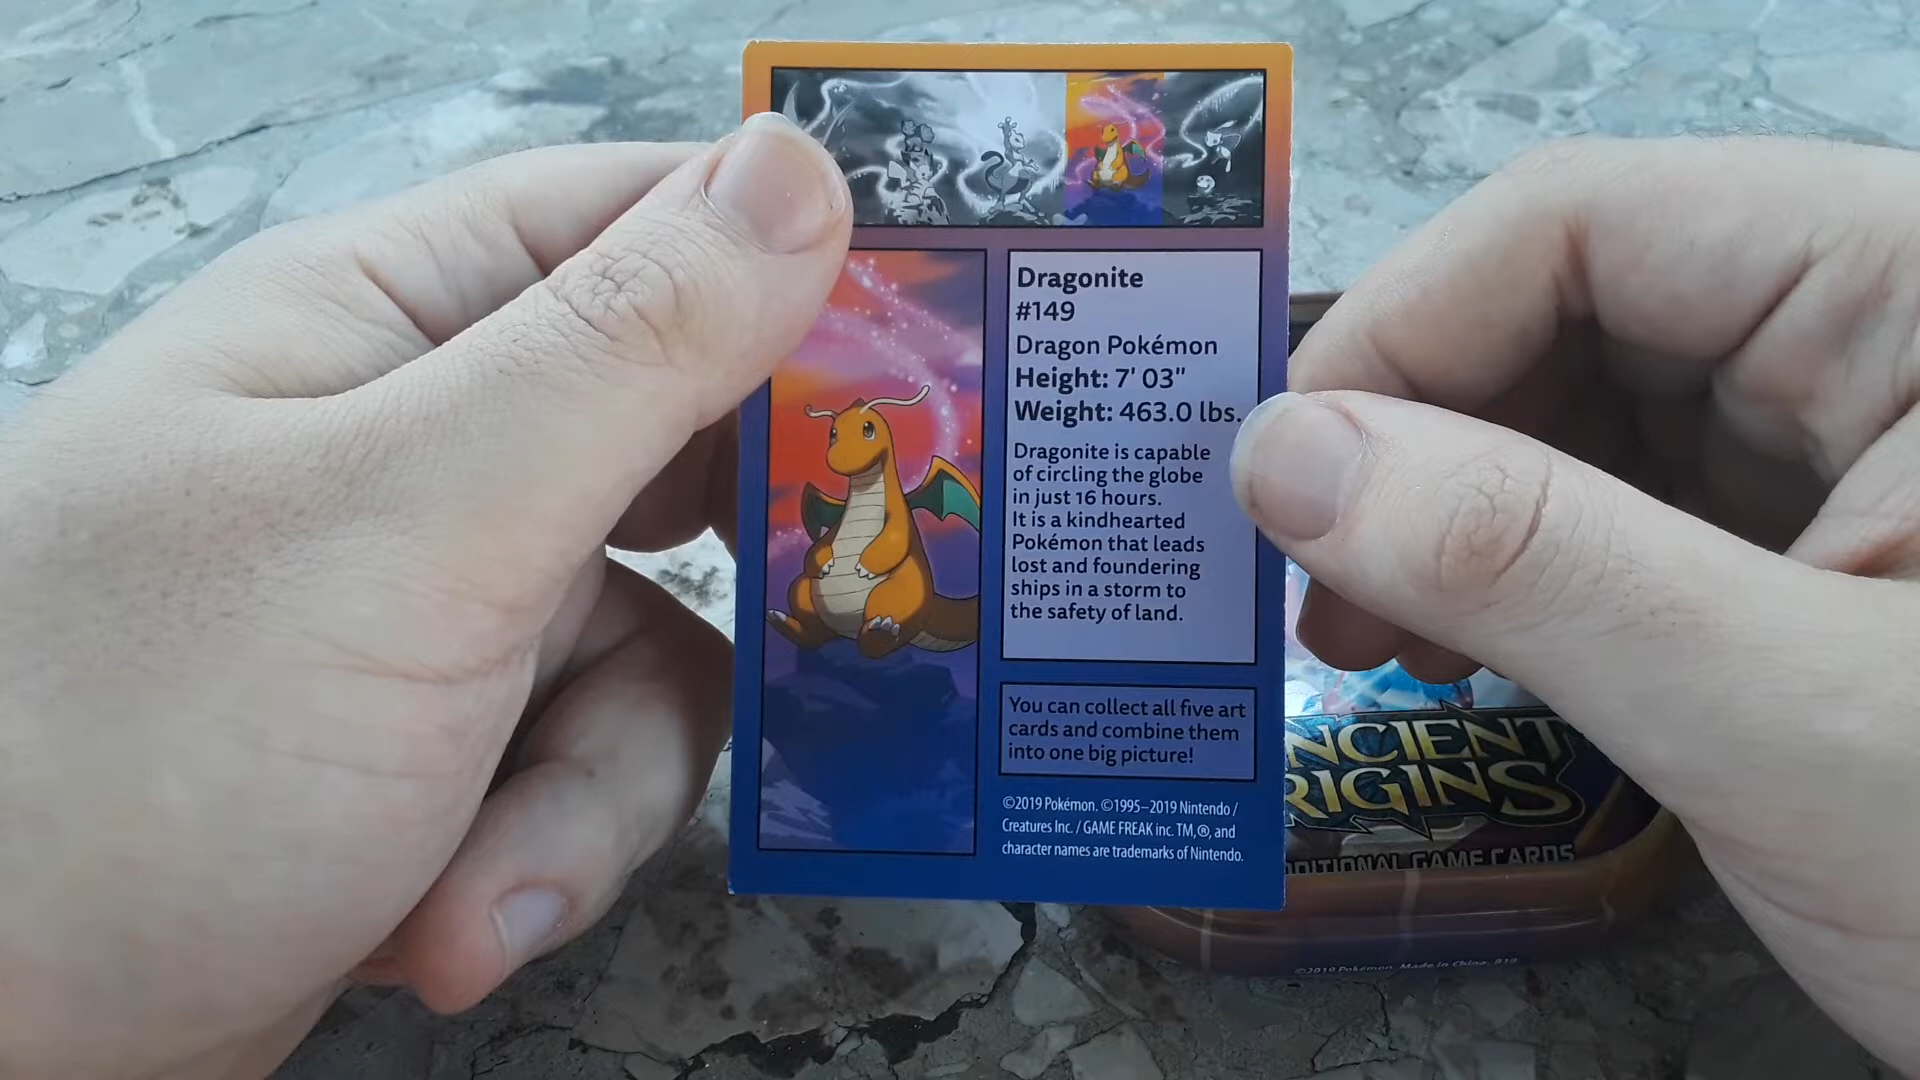 Dragonite
#149
Dragon Pokémon
Height: 7' 03"
Weight: 463.0 lbs.
Dragonite is capable
of circling the globe
in just 16 hours.
It is a kindhearted
Pokémon that leads
lost and foundering
ships in a storm to
the safety of land.
You can collect all five art
cards and combine them
into one big picture!
©2019 Pokémon. ©1995–2019 Nintendo /
Creatures Inc. / GAME FREAK inc. TM,®, and
character names are trademarks of Nintendo.
NCIENT
RIGINS
DITIONAL GAME CARDS
©2019 Pokémon. Made in China.